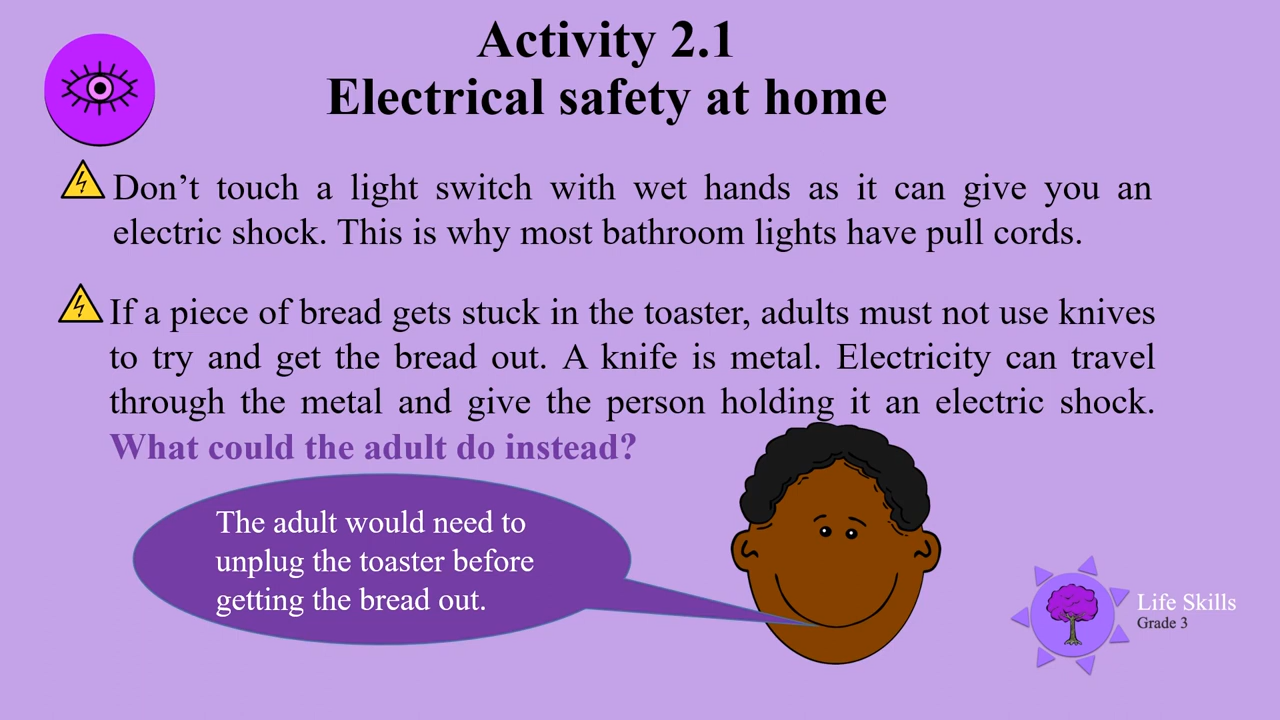 Activity 2.1
Electrical safety at home
Don’t touch a light switch with wet hands as it can give you an
electric shock. This is why most bathroom lights have pull cords.
If a piece of bread gets stuck in the toaster, adults must not use knives
to try and get the bread out. A knife is metal. Electricity can travel
through the metal and give the person holding it an electric shock.
What could the adult do instead?
The adult would need to
unplug the toaster before
getting the bread out.
Life Skills
Grade 3